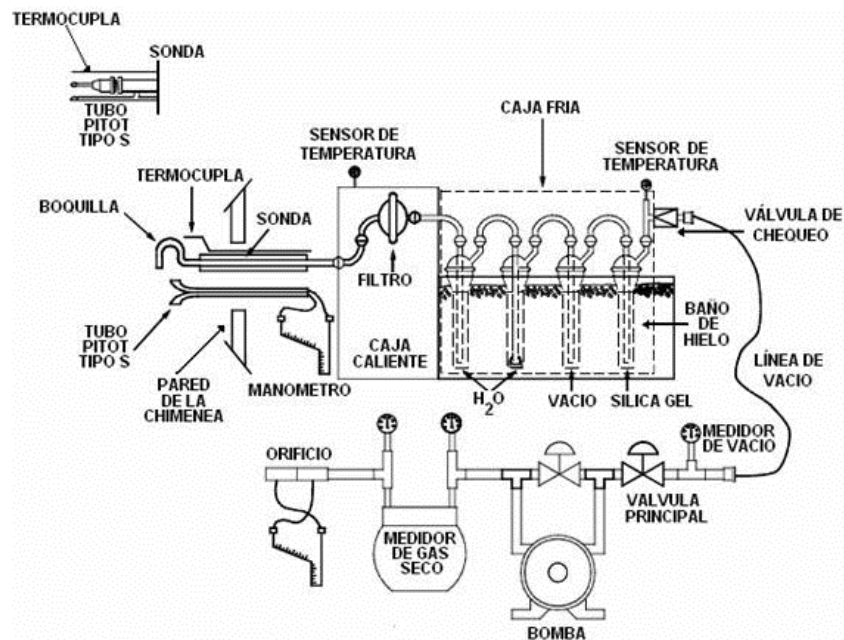 TERMOCUPLA
SONDA
TUBO
PITOT
TIPO S
CAJA FRIA
SENSOR DE
TEMPERATURA
SENSOR DE
TEMPERATURA
TERMOCUPLA
BOQUILLA
SONDA
VÁLVULA DE
CHEQUEO
FILTRO
TUBO
PITOT
TIPO S
CAJA
CALIENTE
BAÑO
DE
HIELO
PARED
DE LA
CHIMENEA
MANOMETRO
LÍNEA DE
VACIO
H2O
VACIO
SILICA GEL
ORIFICIO
MEDIDOR
DE VACIO
VALVULA
PRINCIPAL
MEDIDOR
DE GAS
SECO
BOMBA